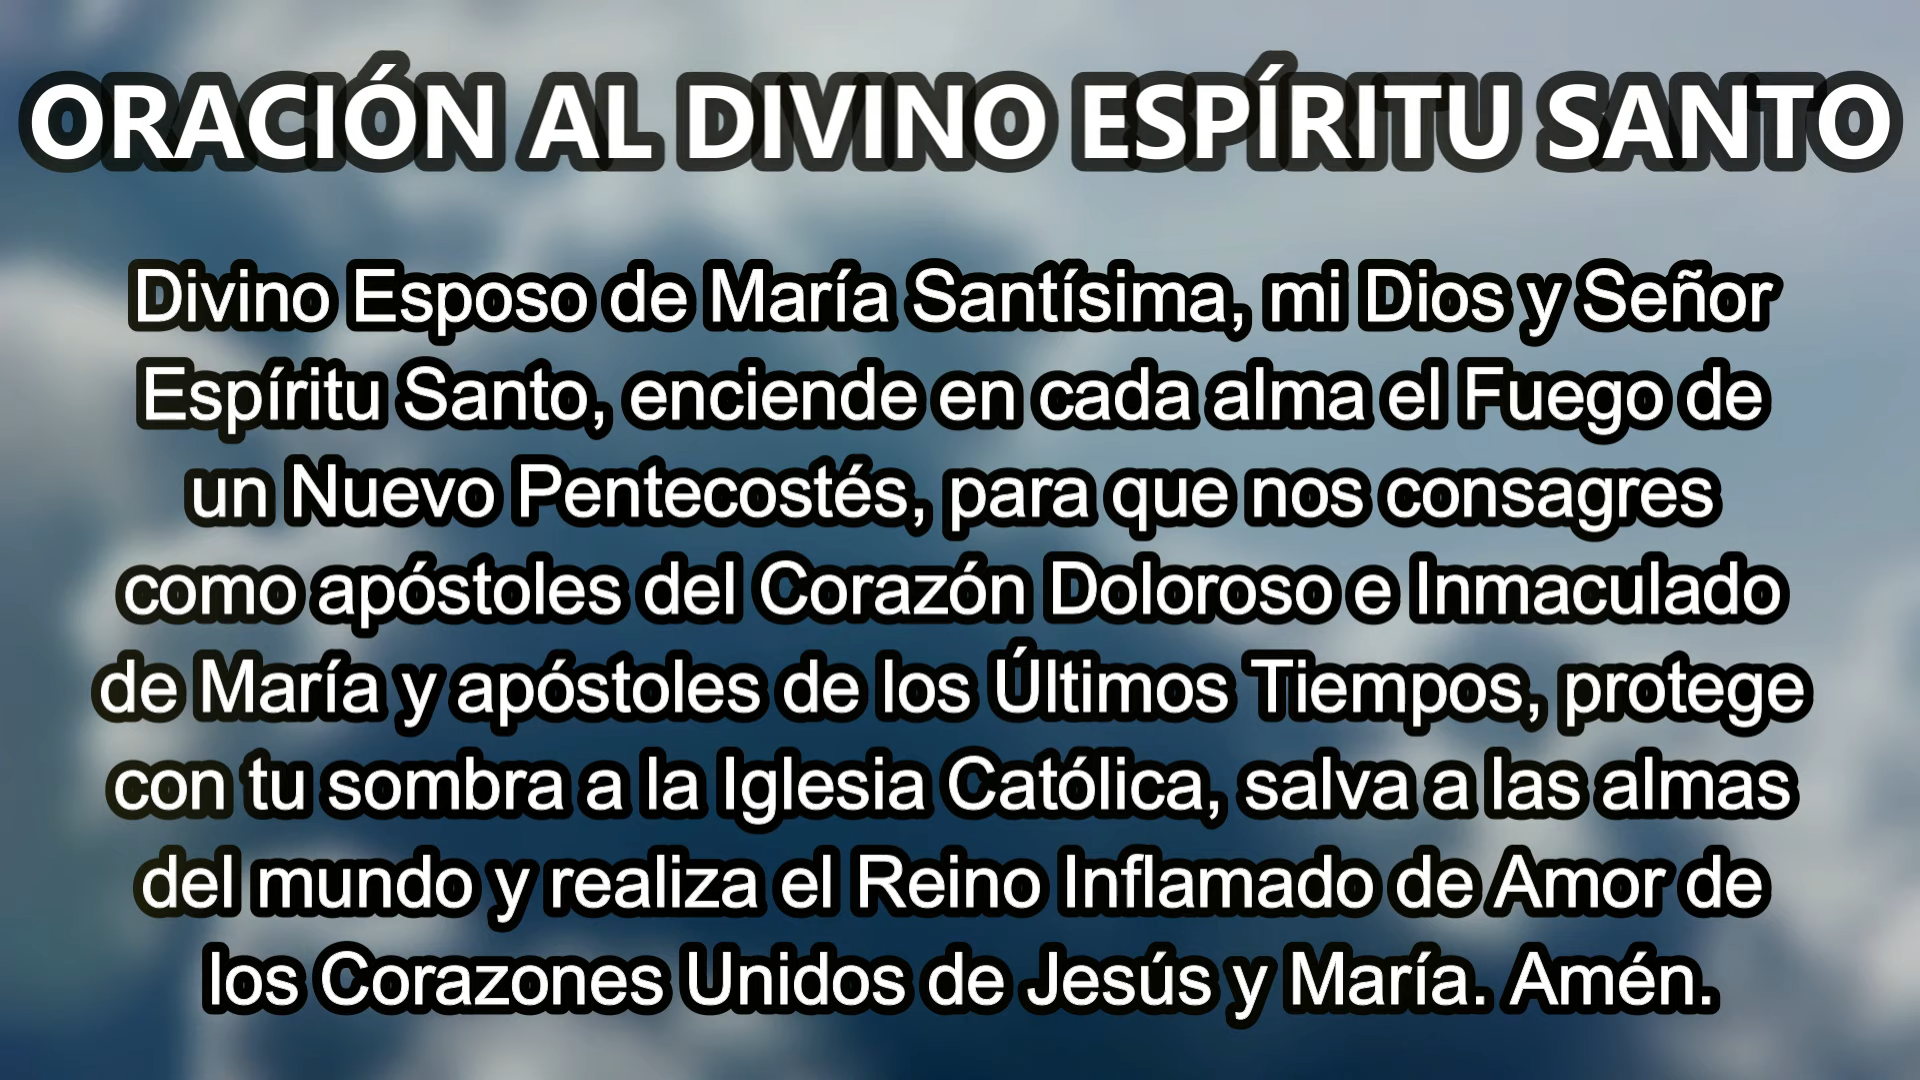 ORACIÓN AL DIVINO ESPÍRITU SANTO
Divino Esposo de María Santísima, mi Dios y Señor
Espíritu Santo, enciende en cada alma el Fuego de
un Nuevo Pentecostés, para que nos consagres
como apóstoles del Corazón Doloroso e Inmaculado
de María y apóstoles de los Últimos Tiempos, protege
con tu sombra a la Iglesia Católica, salva a las almas
del mundo y realiza el Reino Inflamado de Amor de
los Corazones Unidos de Jesús y María. Amén.